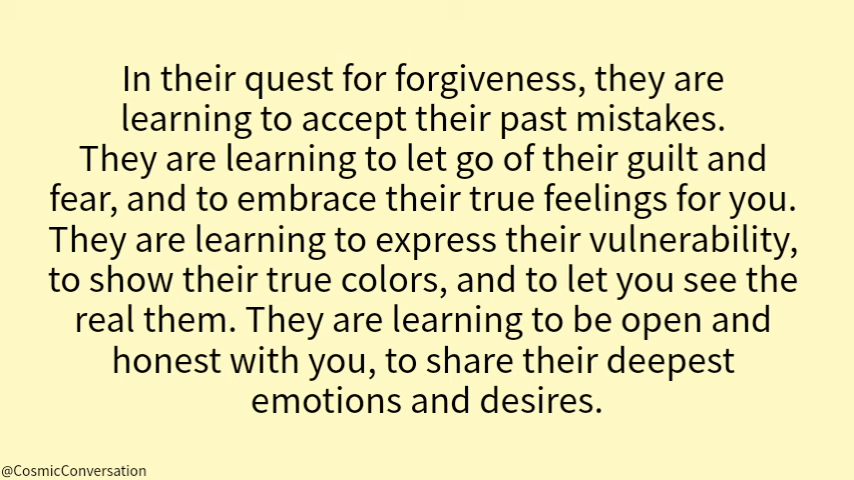 In their quest for forgiveness, they are
learning to accept their past mistakes.
They are learning to let go of their guilt and
fear, and to embrace their true feelings for you.
They are learning to express their vulnerability,
to show their true colors, and to let you see the
real them. They are learning to be open and
honest with you, to share their deepest
emotions and desires.
@CosmicConversation